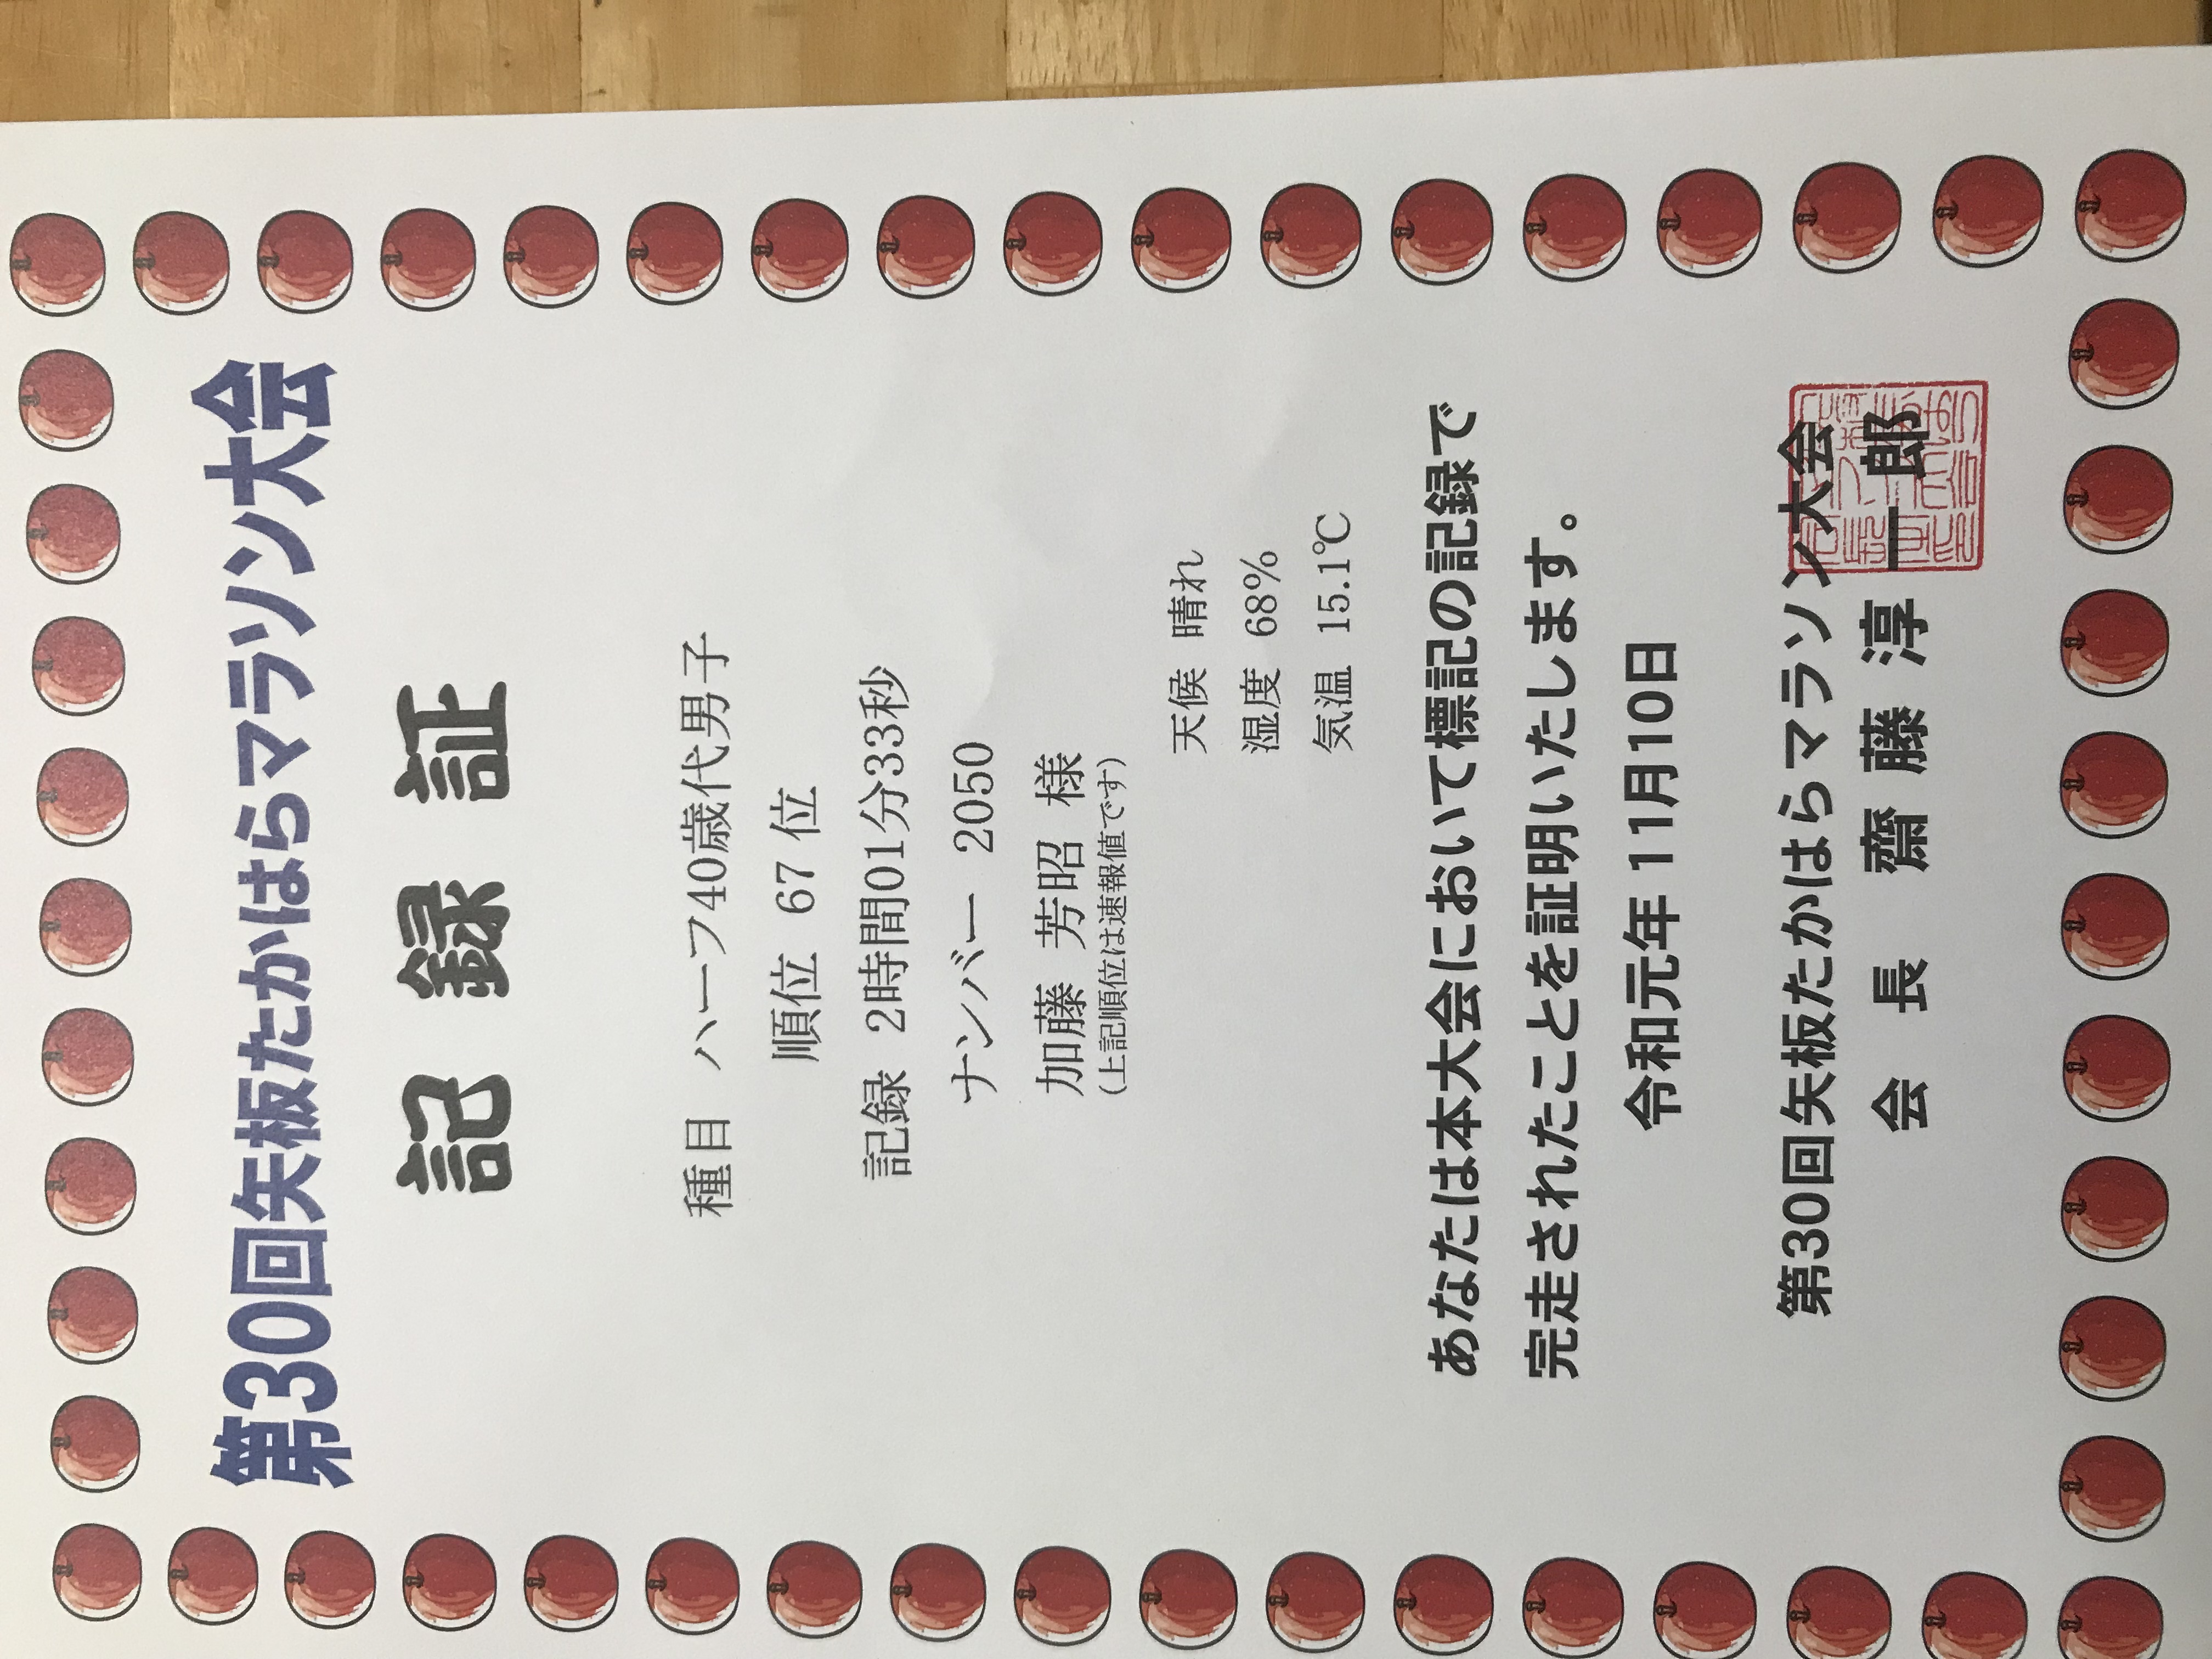 第30回矢板たかはらマラソン大会
記録証
種目 ハーフ40歳代男子
順位 67 位
記録 2時間01分33秒
ナンバー 2050
加藤 芳昭 様
(上記順位は速報値です)
天候 晴れ
湿度 68%
気温 15.1℃
あなたは本大会において標記の記録で
完走されたことを証明いたします。
令和元年11月10日
第30回矢板たかはらマラソン大会
会長 齋藤淳一郎